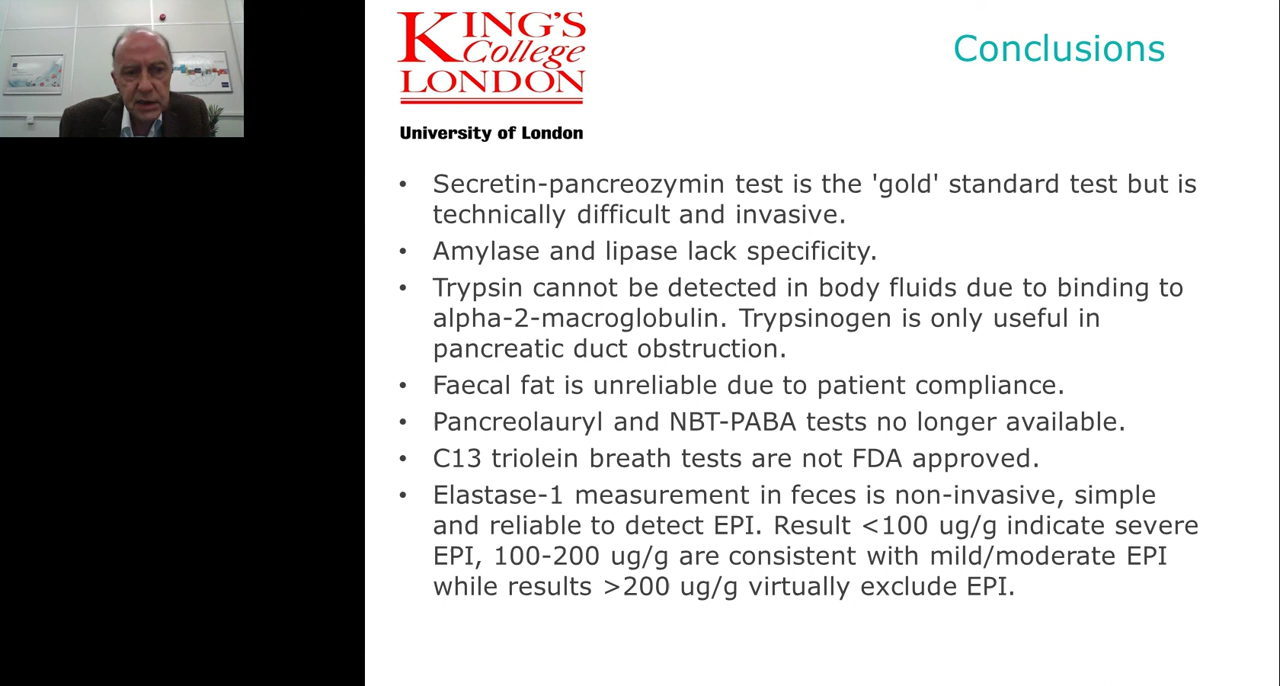 KING'S
College
LONDON
University of London
Conclusions
• Secretin-pancreozymin test is the 'gold' standard test but is
technically difficult and invasive.
• Amylase and lipase lack specificity.
• Trypsin cannot be detected in body fluids due to binding to
alpha-2-macroglobulin. Trypsinogen is only useful in
pancreatic duct obstruction.
• Faecal fat is unreliable due to patient compliance.
• Pancreolauryl and NBT-PABA tests no longer available.
• C13 triolein breath tests are not FDA approved.
• Elastase-1 measurement in feces is non-invasive, simple
and reliable to detect EPI. Result <100 ug/g indicate severe
EPI, 100-200 ug/g are consistent with mild/moderate EPI
while results >200 ug/g virtually exclude EPI.